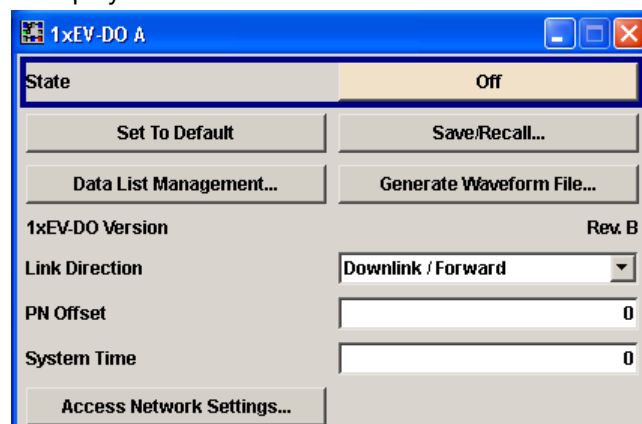 1xEV-DO A
State Off
Set To Default Save/Recall...
Data List Management... Generate Waveform File...
1xEV-DO Version Rev. B
Link Direction Downlink / Forward
PN Offset 0
System Time 0
Access Network Settings...